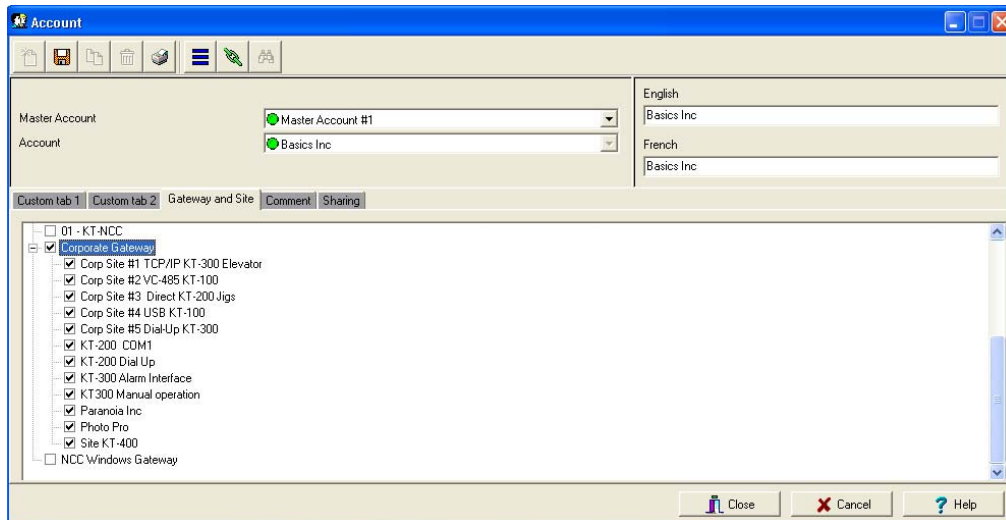 Account
English
Master Account
Master Account #1
Basics Inc
Account
Basics Inc
French
Basics Inc
Custom tab 1
Custom tab 2
Gateway and Site
Comment
Sharing
01 - KT-NCC
Corporate Gateway
Corp Site #1 TCP/IP KT-300 Elevator
Corp Site #2 VC-485 KT-100
Corp Site #3 Direct KT-200 Jigs
Corp Site #4 USB KT-100
Corp Site #5 Dial-Up KT-300
KT-200 COM1
KT-200 Dial Up
KT-300 Alarm Interface
KT300 Manual operation
Paranoia Inc
Photo Pro
Site KT-400
NCC Windows Gateway
Close
Cancel
Help